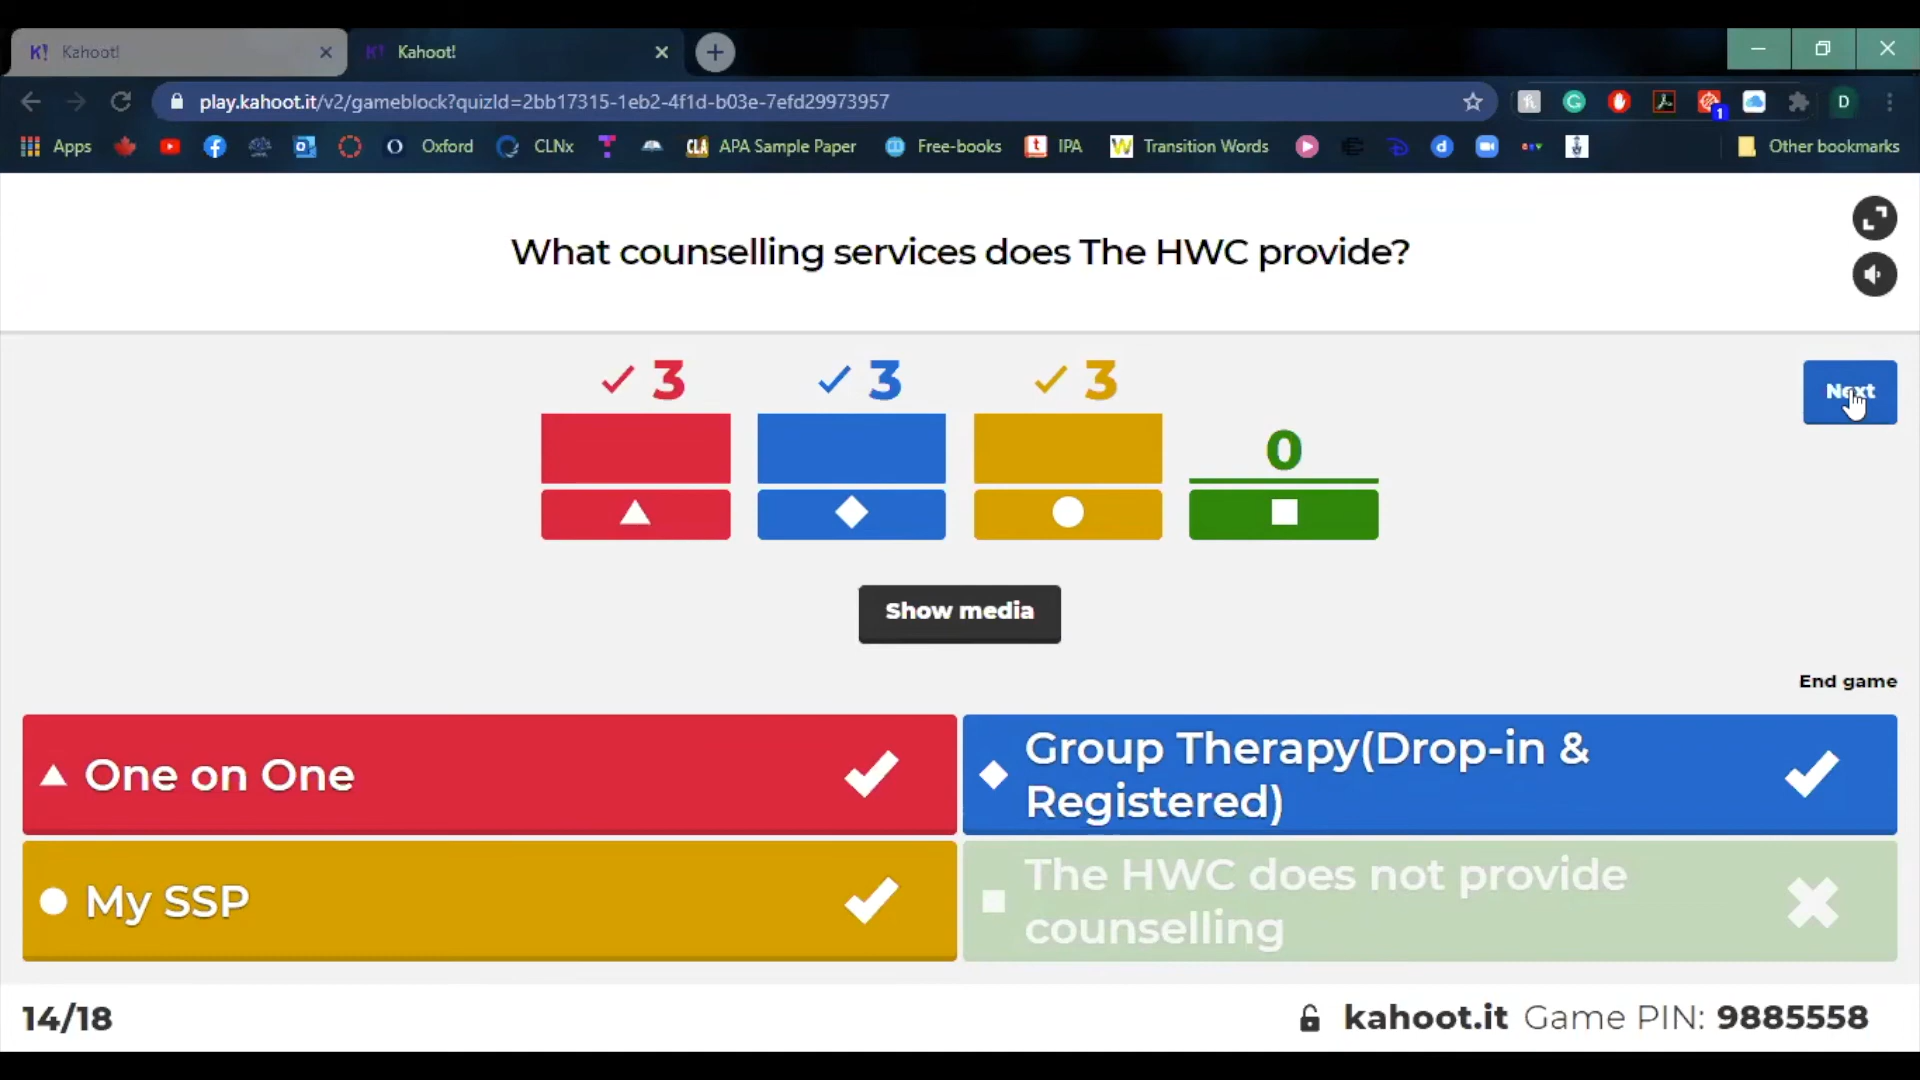 K! Kahoot!
K! Kahoot!
play.kahoot.it/v2/gameblock?quizId=2bb17315-1eb2-4f1d-b03e-7efd29973957
1
D
Apps
Oxford
CLNx
CLA APA Sample Paper
Free-books
t IPA
W Transition Words
d
Other bookmarks
What counselling services does The HWC provide?
3
3
3
0
Next
Show media
End game
One on One
Group Therapy(Drop-in &
Registered)
My SSP
The HWC does not provide
counselling
14/18
kahoot.it Game PIN: 9885558